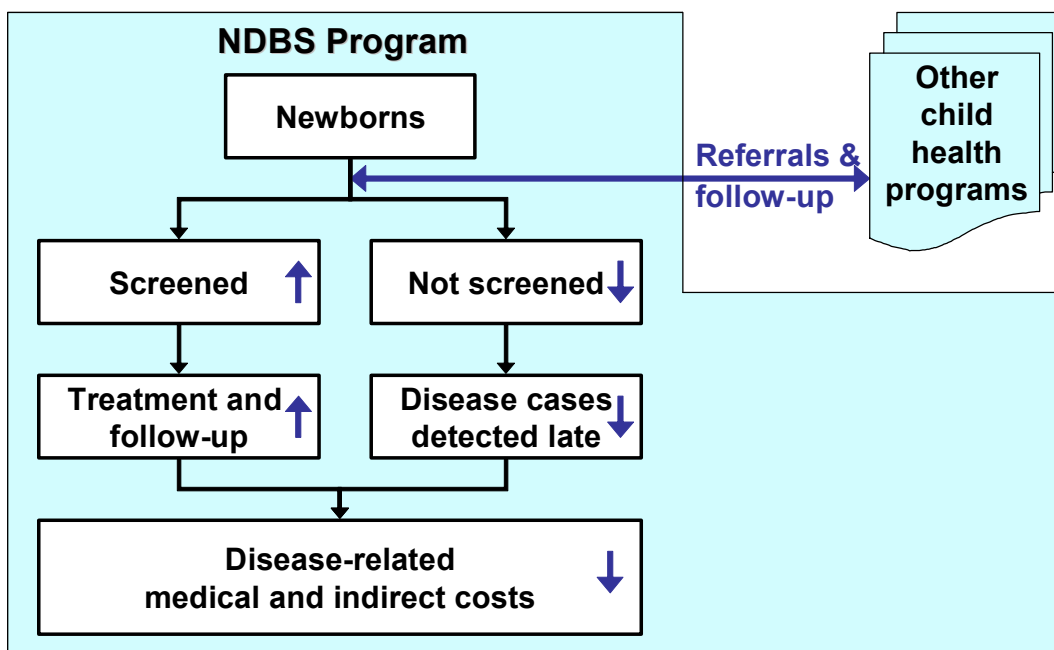 NDBS Program
Newborns
Referrals &
follow-up
Other
child
health
programs
Screened
Not screened
Treatment and
follow-up
Disease cases
detected late
Disease-related
medical and indirect costs